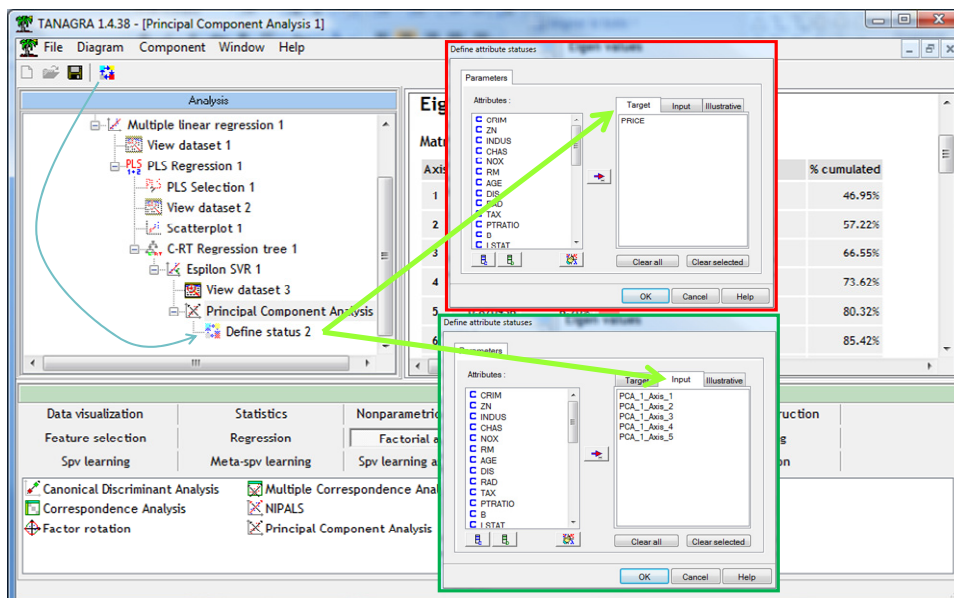 TANAGRA 1.4.38 - [Principal Component Analysis 1]
File Diagram Component Window Help
Analysis
Multiple linear regression 1
View dataset 1
PLS Regression 1
PLS Selection 1
View dataset 2
Scatterplot 1
C-RT Regression tree 1
Espilon SVR 1
View dataset 3
Principal Component Analysis
Define status 2
Eig
Matr
Axis
% cumulated
1 46.95%
2 57.22%
3 66.55%
4 73.62%
5 80.32%
6 85.42%
Define attribute statuses
Eigen values
Parameters
Attributes :
Target Input Illustrative
CRIM
ZN
INDUS
CHAS
NOX
RM
AGE
DIS
RAD
TAX
PTRATIO
B
LSTAT
PRICE
Clear all Clear selected
OK Cancel Help
Define attribute statuses
Eigen values
Parameters
Attributes :
Target Input Illustrative
CRIM
ZN
INDUS
CHAS
NOX
RM
AGE
DIS
RAD
TAX
PTRATIO
B
LSTAT
PCA_1_Axis_1
PCA_1_Axis_2
PCA_1_Axis_3
PCA_1_Axis_4
PCA_1_Axis_5
Clear all Clear selected
OK Cancel Help
Data visualization Statistics Nonparametric uction
Feature selection Regression Factorial a g
Spv learning Meta-spv learning Spv learning a on
Canonical Discriminant Analysis Multiple Correspondence Anal
Correspondence Analysis NIPALS
Factor rotation Principal Component Analysis